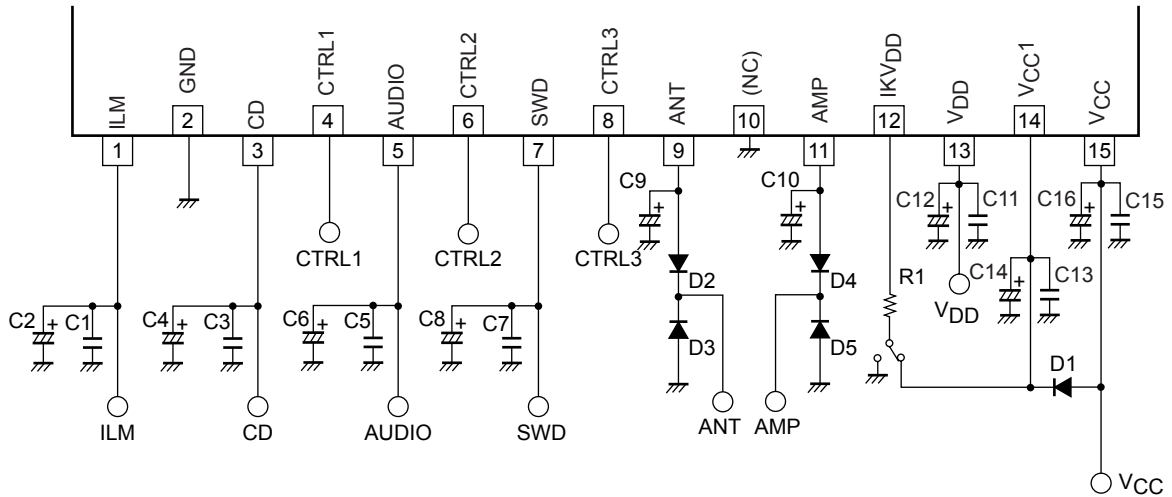 ILM
GND
CD
CTRL1
AUDIO
CTRL2
SWD
CTRL3
ANT
(NC)
AMP
IKVDD
VDD
VCC1
VCC
1
2
3
4
5
6
7
8
9
10
11
12
13
14
15
C9
C10
C12
+
C11
C16
+
C15
+
+
CTRL1
CTRL2
CTRL3
D2
D4
R1
C14
+
C13
VDD
C2
+
C1
C4
+
C3
C6
+
C5
C8
+
C7
D3
D5
D1
ILM
CD
AUDIO
SWD
ANT
AMP
VCC